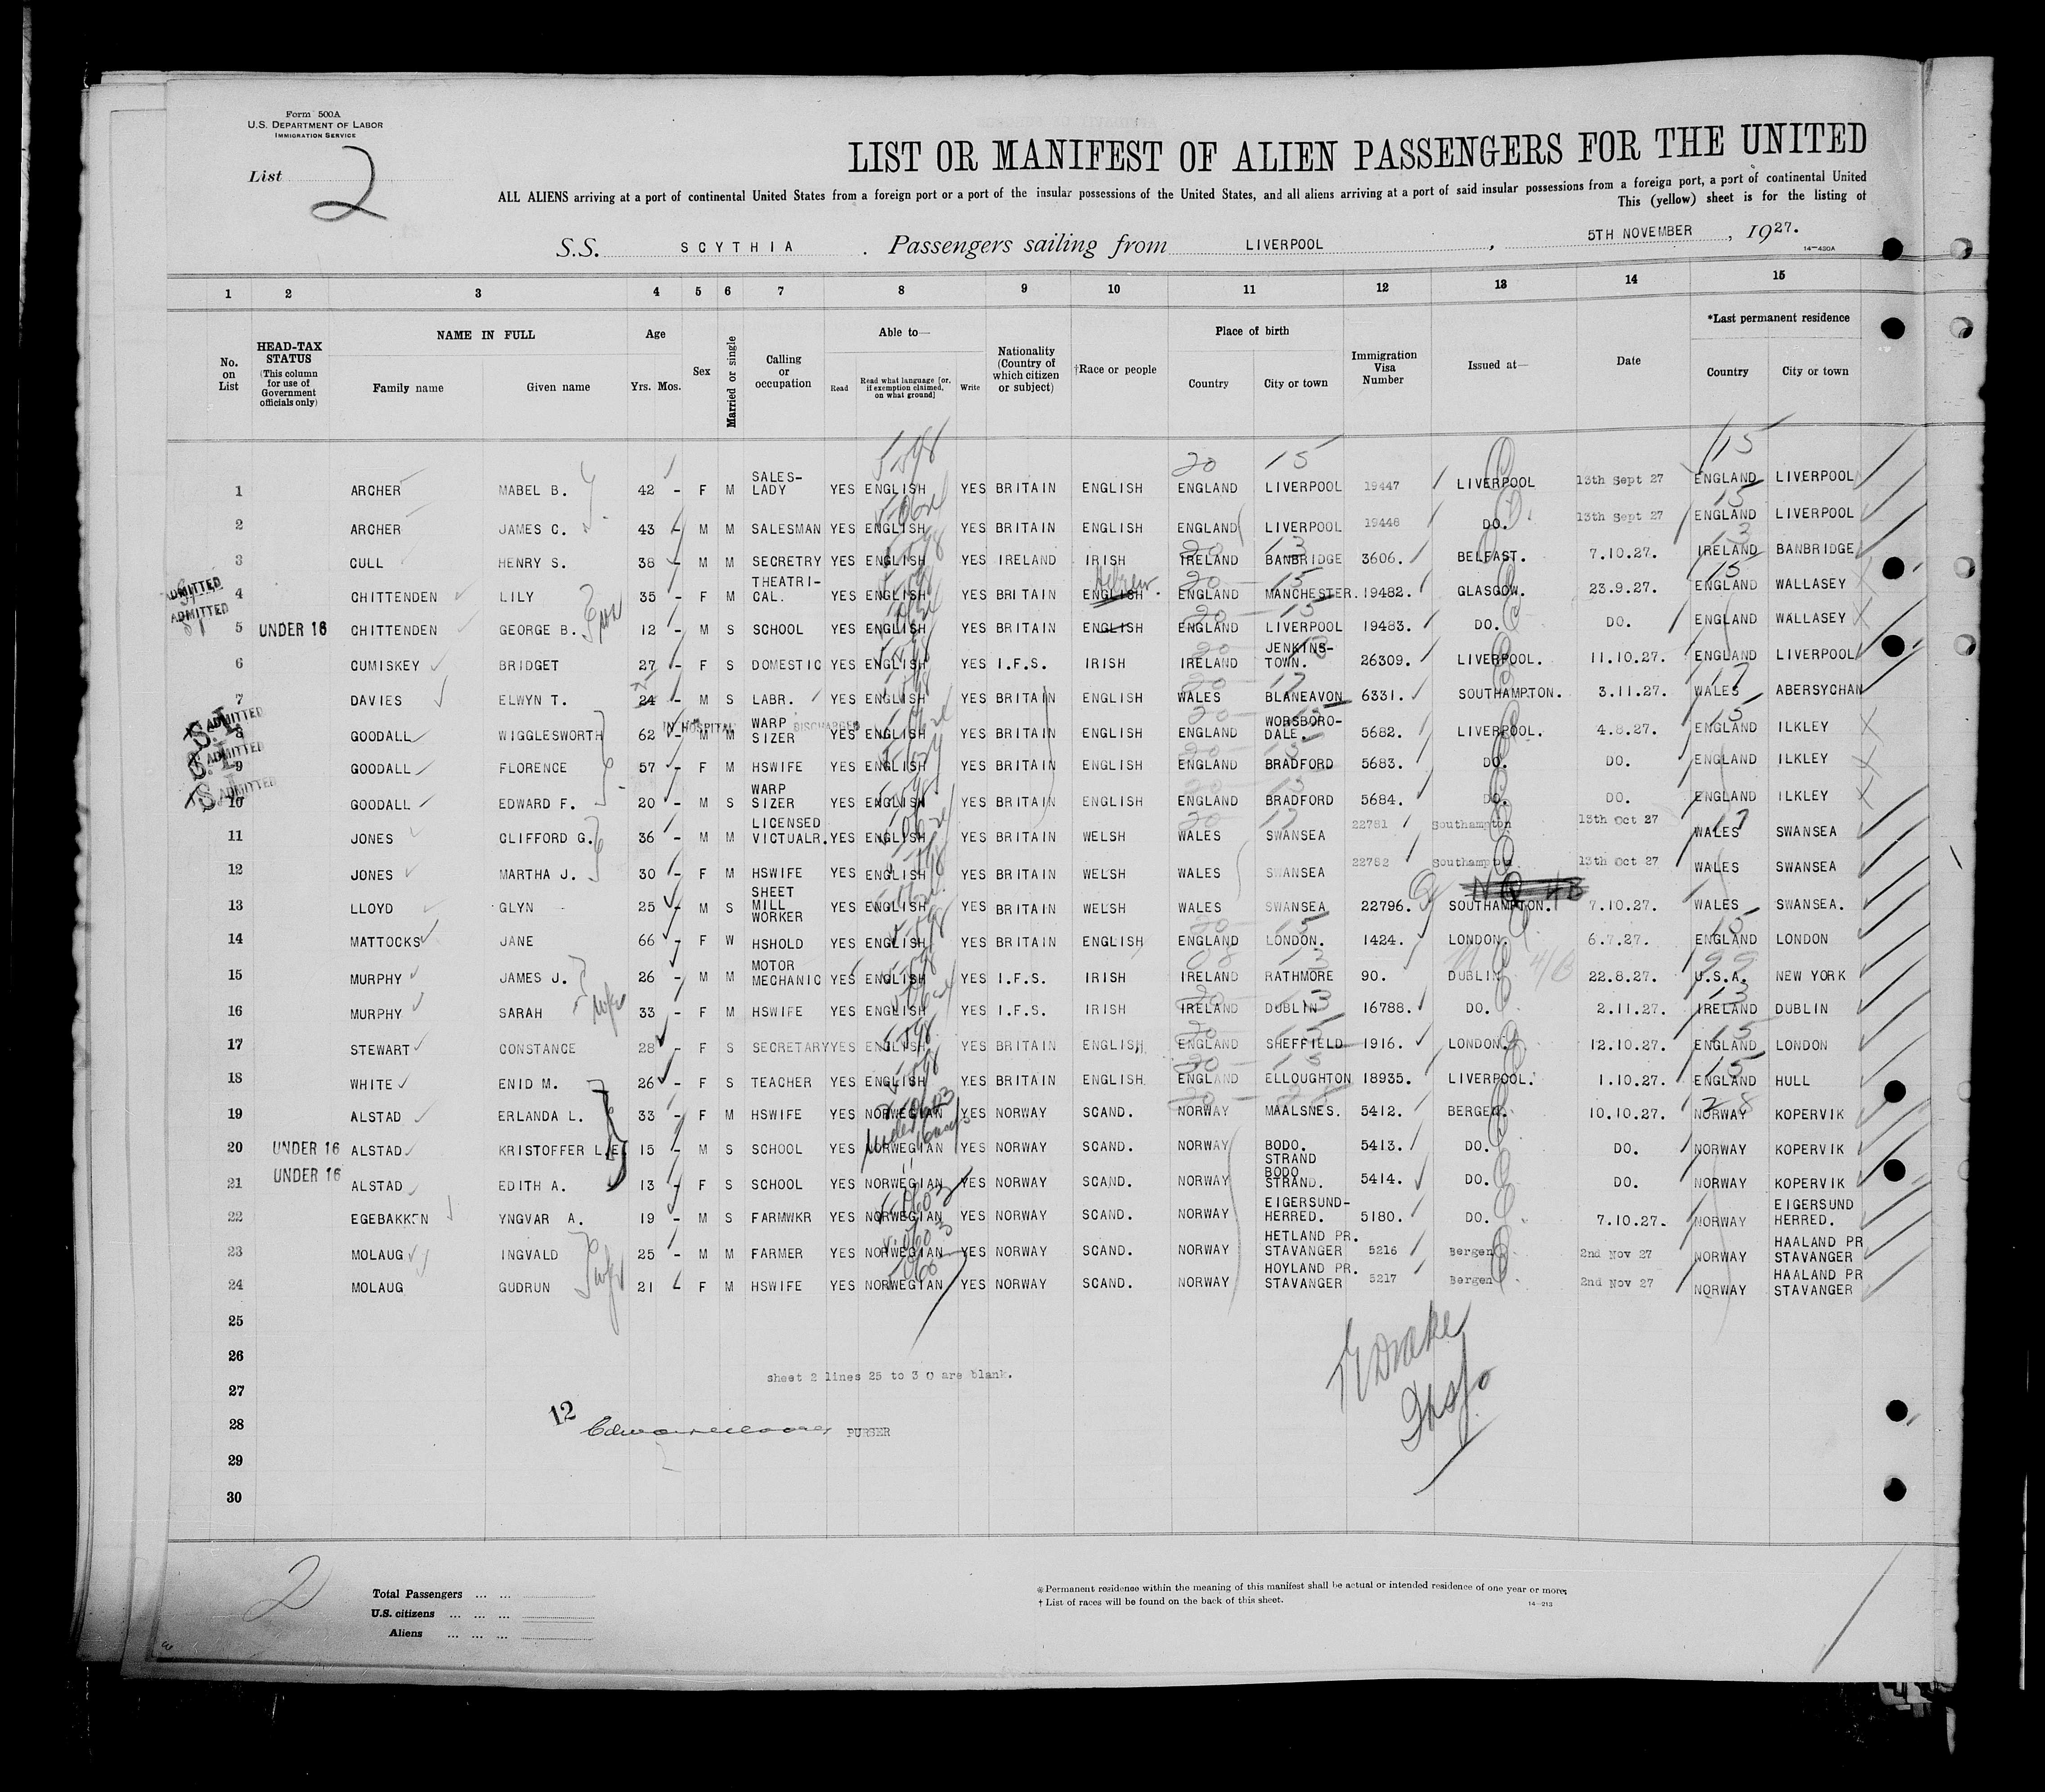 Form 500A
U.S. DEPARTMENT OF LABOR
IMMIGRATION SERVICE
List 2
LIST OR MANIFEST OF ALIEN PASSENGERS FOR THE UNITED
ALL ALIENS arriving at a port of continental United States from a foreign port or a port of the insular possessions of the United States, and all aliens arriving at a port of said insular possessions from a foreign port, a port of continental United
This (yellow) sheet is for the listing of
S.S. SCYTHIA . Passengers sailing from LIVERPOOL , 5TH NOVEMBER , 1927.
14—430A
1 2 3 4 5 6 7 8 9 10 11 12 13 14 15
No. on List
HEAD-TAX STATUS (This column for use of Government officials only)
NAME IN FULL Family name Given name
Age Yrs. Mos.
Sex
Married or single
Calling or occupation
Able to— Read Read what language [or, if exemption claimed, on what ground] Write
Nationality (Country of which citizen or subject)
†Race or people
Place of birth Country City or town
Immigration Visa Number
Issued at—
Date
*Last permanent residence Country City or town
1 ARCHER MABEL B. 42 - F M SALES-LADY YES ENGLISH YES BRITAIN ENGLISH ENGLAND LIVERPOOL 19447 LIVERPOOL 13th Sept 27 ENGLAND LIVERPOOL
2 ARCHER JAMES C. 43 - M M SALESMAN YES ENGLISH YES BRITAIN ENGLISH ENGLAND LIVERPOOL 19448 DO. 13th Sept 27 ENGLAND LIVERPOOL
3 CULL HENRY S. 38 - M M SECRETRY YES ENGLISH YES IRELAND IRISH IRELAND BANBRIDGE 3606. BELFAST. 7.10.27. IRELAND BANBRIDGE
ADMITTED 4 CHITTENDEN LILY 35 - F M THEATRI-CAL. YES ENGLISH YES BRITAIN ENGLISH Hebrew. ENGLAND MANCHESTER. 19482. GLASGOW. 23.9.27. ENGLAND WALLASEY
ADMITTED 5 UNDER 16 CHITTENDEN GEORGE B. 12 - M S SCHOOL YES ENGLISH YES BRITAIN ENGLISH ENGLAND LIVERPOOL 19483. DO. DO. ENGLAND WALLASEY
6 CUMISKEY BRIDGET 27 - F S DOMESTIC YES ENGLISH YES I.F.S. IRISH IRELAND JENKINS-TOWN. 26309. LIVERPOOL. 11.10.27. ENGLAND LIVERPOOL
7 DAVIES ELWYN T. 24 - M S LABR. YES ENGLISH YES BRITAIN ENGLISH WALES BLANEAVON 6331. SOUTHAMPTON. 3.11.27. WALES ABERSYCHAN
IN HOSPITAL DISCHARGED
S.I. ADMITTED 8 GOODALL WIGGLESWORTH 62 M M WARP SIZER YES ENGLISH YES BRITAIN ENGLISH ENGLAND WORSBORO-DALE. 5682. LIVERPOOL. 4.8.27. ENGLAND ILKLEY
S.I. ADMITTED 9 GOODALL FLORENCE 57 - F M HSWIFE YES ENGLISH YES BRITAIN ENGLISH ENGLAND BRADFORD 5683. DO. DO. ENGLAND ILKLEY
S.I. ADMITTED 10 GOODALL EDWARD F. 20 - M S WARP SIZER YES ENGLISH YES BRITAIN ENGLISH ENGLAND BRADFORD 5684. DO. DO. ENGLAND ILKLEY
11 JONES CLIFFORD G. 36 - M M LICENSED VICTUALR. YES ENGLISH YES BRITAIN WELSH WALES SWANSEA 22781 Southampton 13th Oct 27 WALES SWANSEA
12 JONES MARTHA J. 30 - F M HSWIFE YES ENGLISH YES BRITAIN WELSH WALES SWANSEA 22782 Southampton 13th Oct 27 WALES SWANSEA
13 LLOYD GLYN 25 - M S SHEET MILL WORKER YES ENGLISH YES BRITAIN WELSH WALES SWANSEA 22796. SOUTHAMPTON. 7.10.27. WALES SWANSEA.
14 MATTOCKS JANE 66 - F W HSHOLD YES ENGLISH YES BRITAIN ENGLISH ENGLAND LONDON. 1424. LONDON. 6.7.27. ENGLAND LONDON
15 MURPHY JAMES J. 26 - M M MOTOR MECHANIC YES ENGLISH YES I.F.S. IRISH IRELAND RATHMORE 90. DUBLIN 22.8.27. U.S.A. NEW YORK
16 MURPHY SARAH wife 33 - F M HSWIFE YES ENGLISH YES I.F.S. IRISH IRELAND DUBLIN 16788. DO. 2.11.27. IRELAND DUBLIN
17 STEWART CONSTANCE 28 - F S SECRETARY YES ENGLISH YES BRITAIN ENGLISH ENGLAND SHEFFIELD 1916. LONDON. 12.10.27. ENGLAND LONDON
18 WHITE ENID M. 26 - F S TEACHER YES ENGLISH YES BRITAIN ENGLISH ENGLAND ELLOUGHTON 18935. LIVERPOOL. 1.10.27. ENGLAND HULL
19 ALSTAD ERLANDA L. 33 - F M HSWIFE YES NORWEGIAN YES NORWAY SCAND. NORWAY MAALSNES. 5412. BERGEN. 10.10.27. NORWAY KOPERVIK
20 UNDER 16 ALSTAD KRISTOFFER L.E. 15 - M S SCHOOL YES NORWEGIAN YES NORWAY SCAND. NORWAY BODO. STRAND 5413. DO. DO. NORWAY KOPERVIK
21 UNDER 16 ALSTAD EDITH A. 13 - F S SCHOOL YES NORWEGIAN YES NORWAY SCAND. NORWAY BODO STRAND. 5414. DO. DO. NORWAY KOPERVIK
22 EGEBAKKEN YNGVAR A. 19 - M S FARMWKR YES NORWEGIAN YES NORWAY SCAND. NORWAY EIGERSUND-HERRED. 5180. DO. 7.10.27. NORWAY EIGERSUND HERRED.
23 MOLAUG INGVALD 25 - M M FARMER YES NORWEGIAN YES NORWAY SCAND. NORWAY HETLAND PR. STAVANGER 5216 Bergen 2nd Nov 27 NORWAY HAALAND PR STAVANGER
24 MOLAUG GUDRUN wife 21 - F M HSWIFE YES NORWEGIAN YES NORWAY SCAND. NORWAY HOYLAND PR. STAVANGER 5217 Bergen 2nd Nov 27 NORWAY HAALAND PR STAVANGER
25
26
sheet 2 lines 25 to 30 are blank.
27
12
28 PURSER
29
30
Drake
Insp
2
Total Passengers ... ...
U.S. citizens ... ... ...
Aliens ... ... ...
*Permanent residence within the meaning of this manifest shall be actual or intended residence of one year or more.
† List of races will be found on the back of this sheet.
14—213